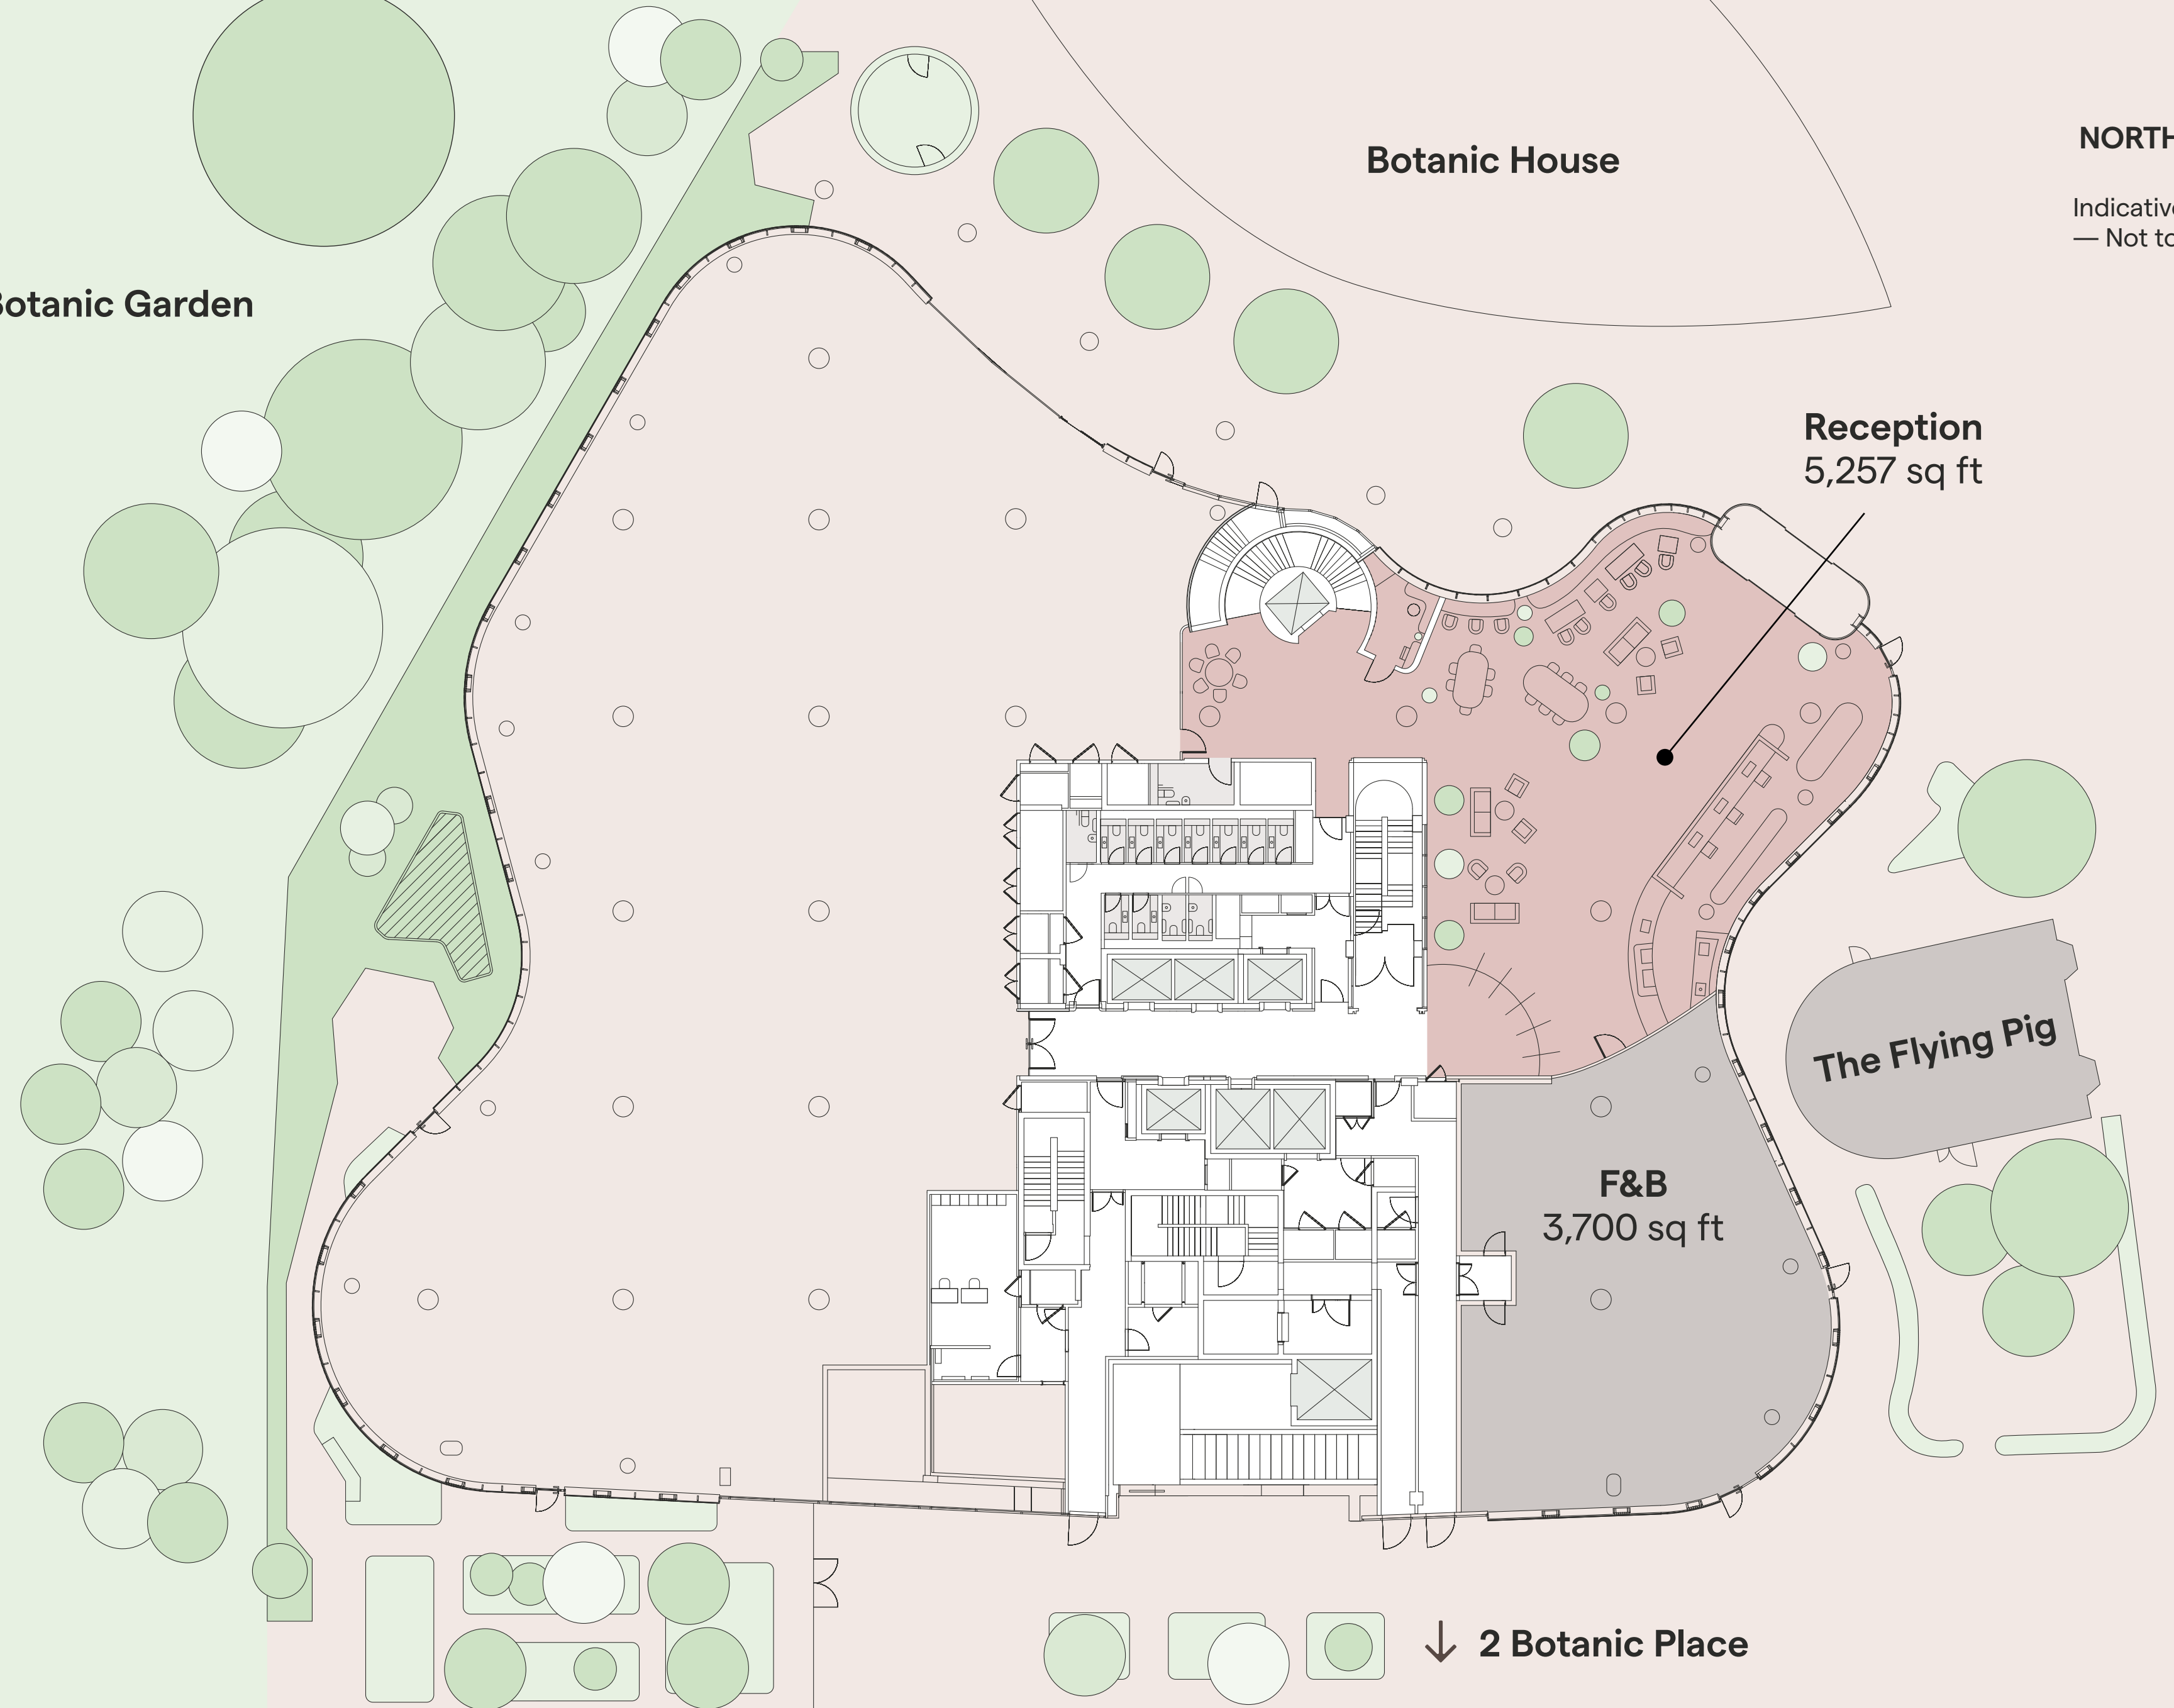 Botanic House
NORTH
Indicative
— Not to
Botanic Garden
Reception
5,257 sq ft
The Flying Pig
F&B
3,700 sq ft
2 Botanic Place